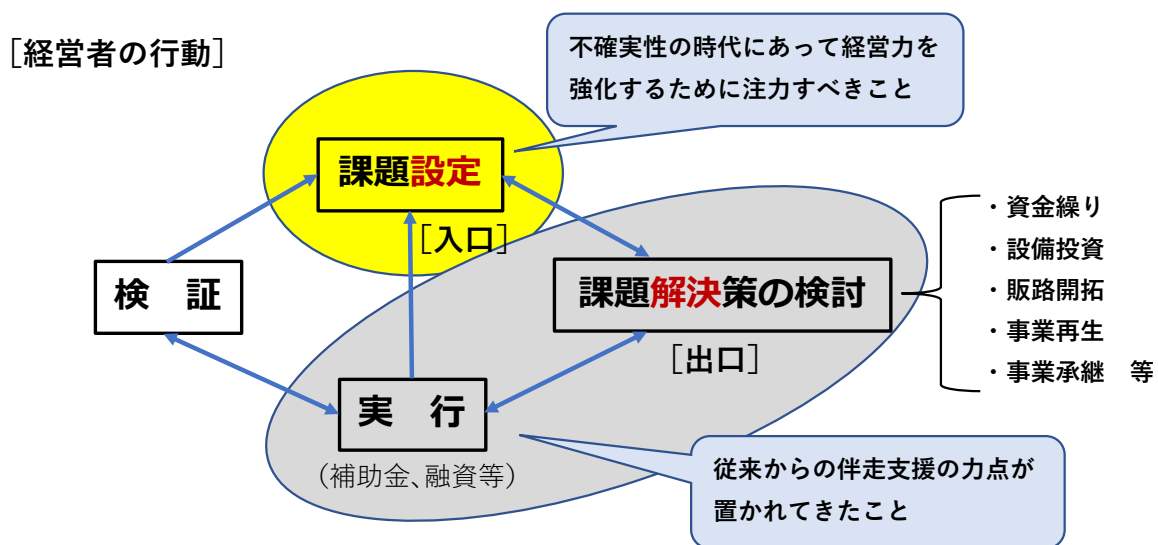 ［経営者の行動］
不確実性の時代にあって経営力を
強化するために注力すべきこと
課題設定
［入口］
検　証
課題解決策の検討
［出口］
・資金繰り
・設備投資
・販路開拓
・事業再生
・事業承継　等
実　行
（補助金、融資等）
従来からの伴走支援の力点が
置かれてきたこと